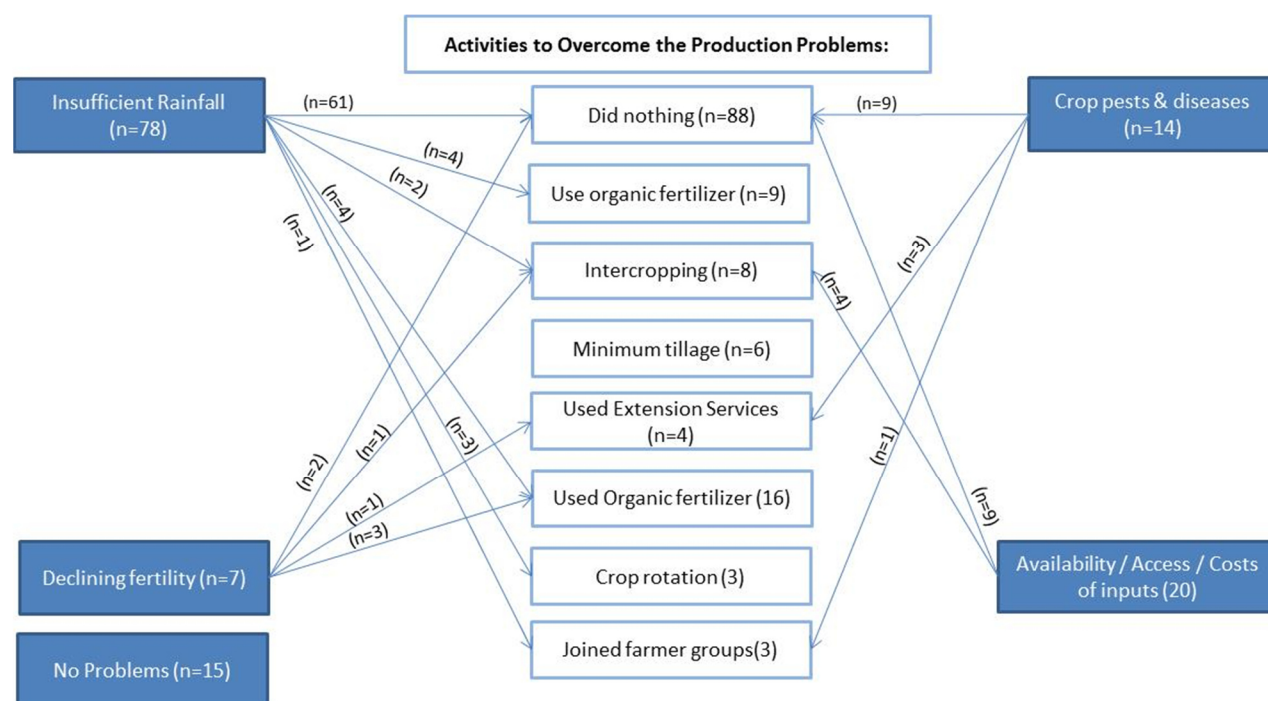 Activities to Overcome the Production Problems:
Insufficient Rainfall
(n=78)
(n=61)
Did nothing (n=88)
(n=9)
Crop pests & diseases
(n=14)
(n=4)
(n=2)
Use organic fertilizer (n=9)
(n=4)
(n=1)
Intercropping (n=8)
(n=3)
(n=4)
Minimum tillage (n=6)
Used Extension Services
(n=4)
(n=1)
(n=3)
(n=1)
(n=2)
Used Organic fertilizer (16)
(n=1)
(n=3)
(n=9)
Declining fertility (n=7)
Crop rotation (3)
Availability / Access / Costs
of inputs (20)
Joined farmer groups(3)
No Problems (n=15)